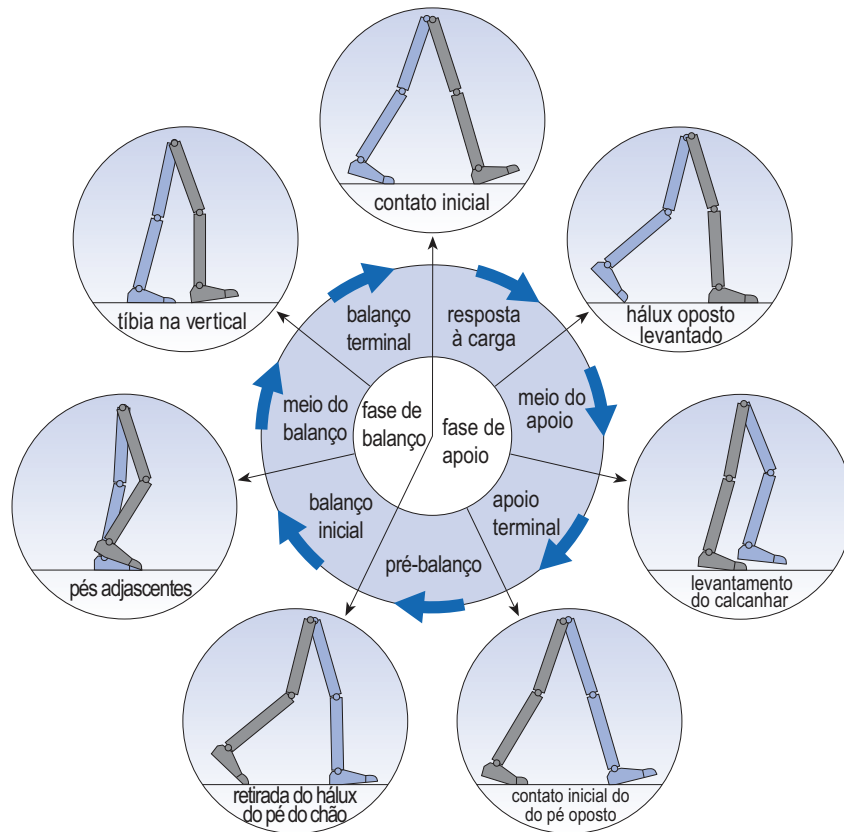 contato inicial
tíbia na vertical
hálux oposto
levantado
balanço
terminal
resposta
à carga
meio do
balanço
fase de
balanço
fase de
apoio
meio do
apoio
balanço
inicial
apoio
terminal
pré-balanço
pés adjascentes
levantamento
do calcanhar
retirada do hálux
do pé do chão
contato inicial do
do pé oposto